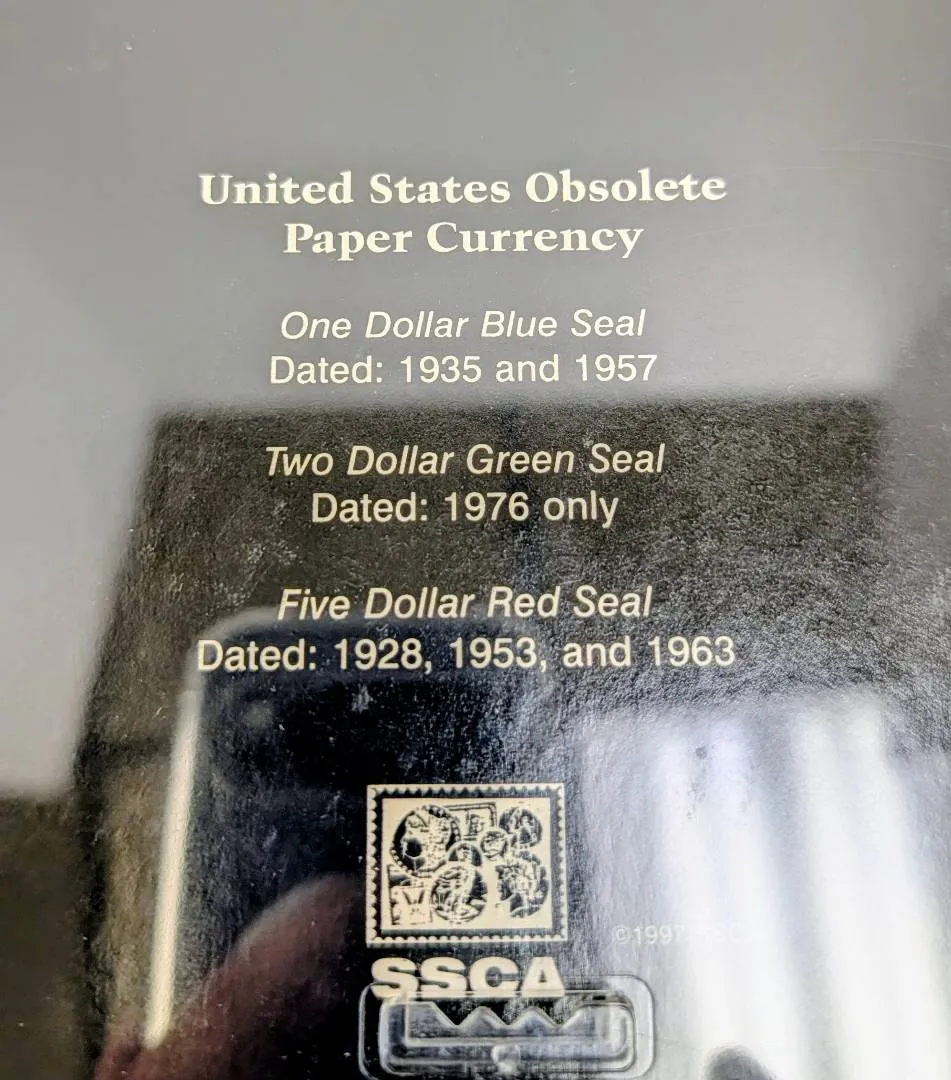 United States Obsolete
Paper Currency
One Dollar Blue Seal
Dated: 1935 and 1957
Two Dollar Green Seal
Dated: 1976 only
Five Dollar Red Seal
Dated: 1928, 1953, and 1963
©1997
SSCA